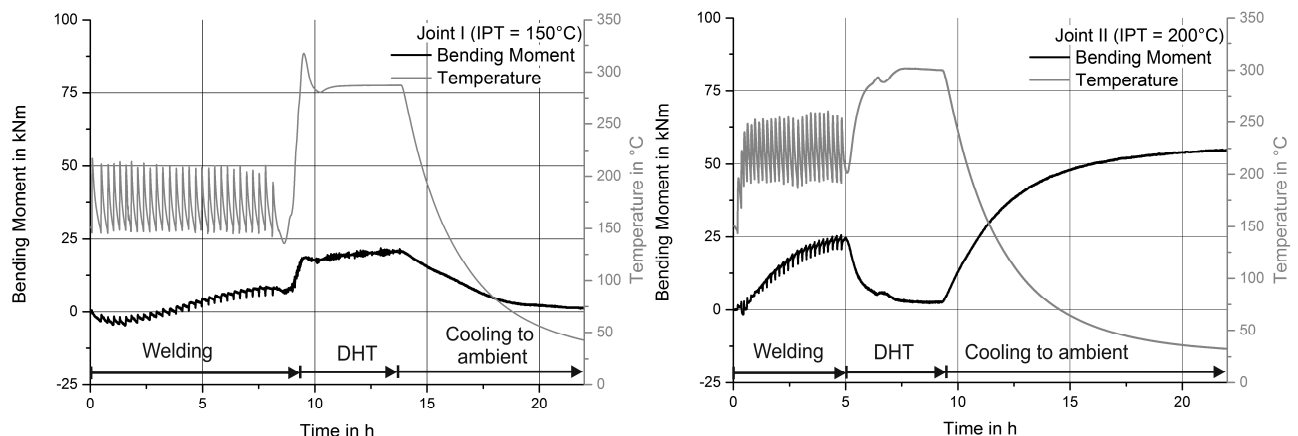 Joint I (IPT = 150°C)
Bending Moment
Temperature
Bending Moment in kNm
100
75
50
25
0
-25
350
300
250
200
150
100
50
0
Temperature in °C
Welding
DHT
Cooling to
ambient
0
5
10
15
20
Time in h
Joint II (IPT = 200°C)
Bending Moment
Temperature
Bending Moment in kNm
100
75
50
25
0
-25
350
300
250
200
150
100
50
0
Temperature in °C
Welding
DHT
Cooling to ambient
0
5
10
15
20
Time in h